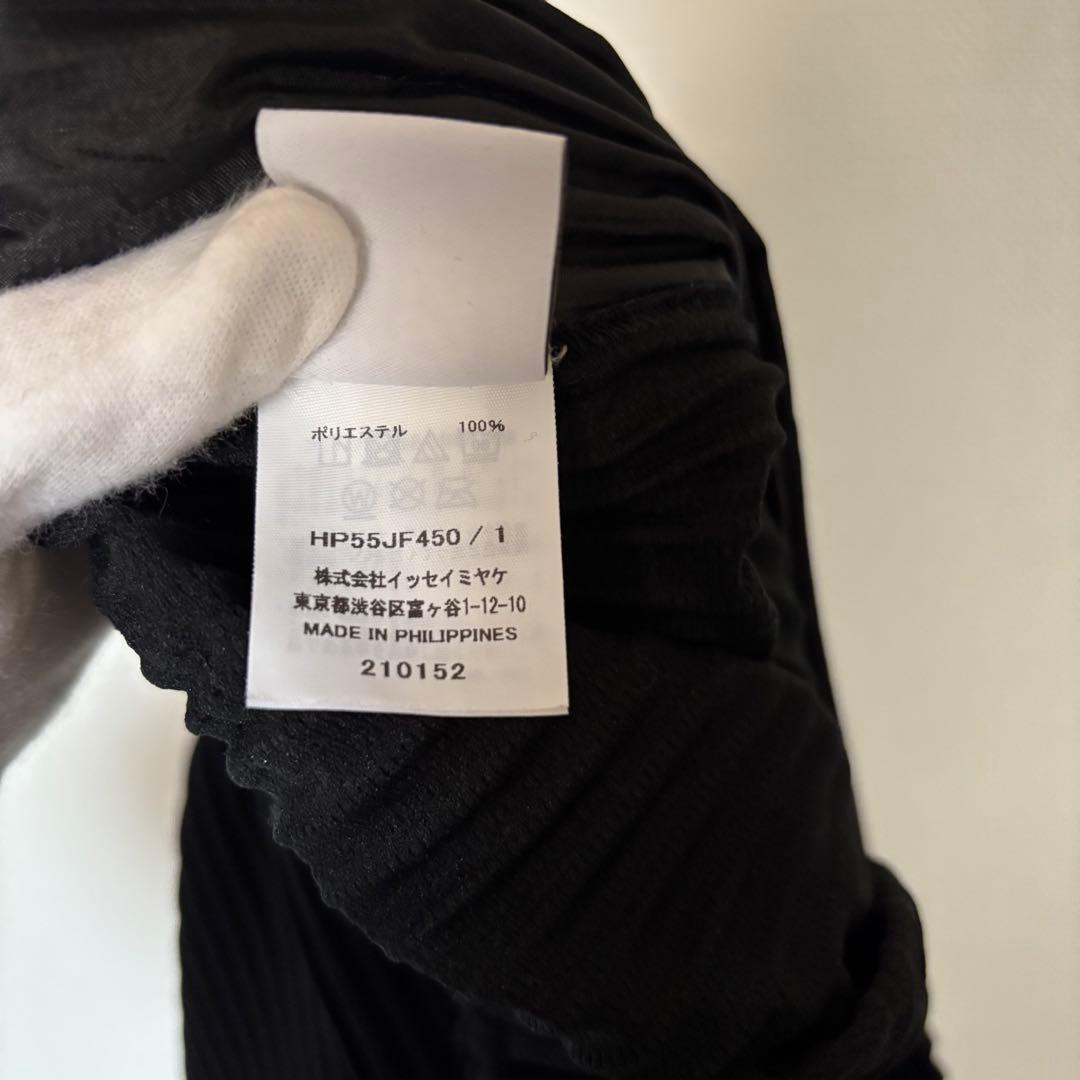 ポリエステル 100%
HP55JF450 / 1
株式会社イッセイミヤケ
東京都渋谷区富ヶ谷1-12-10
MADE IN PHILIPPINES
210152